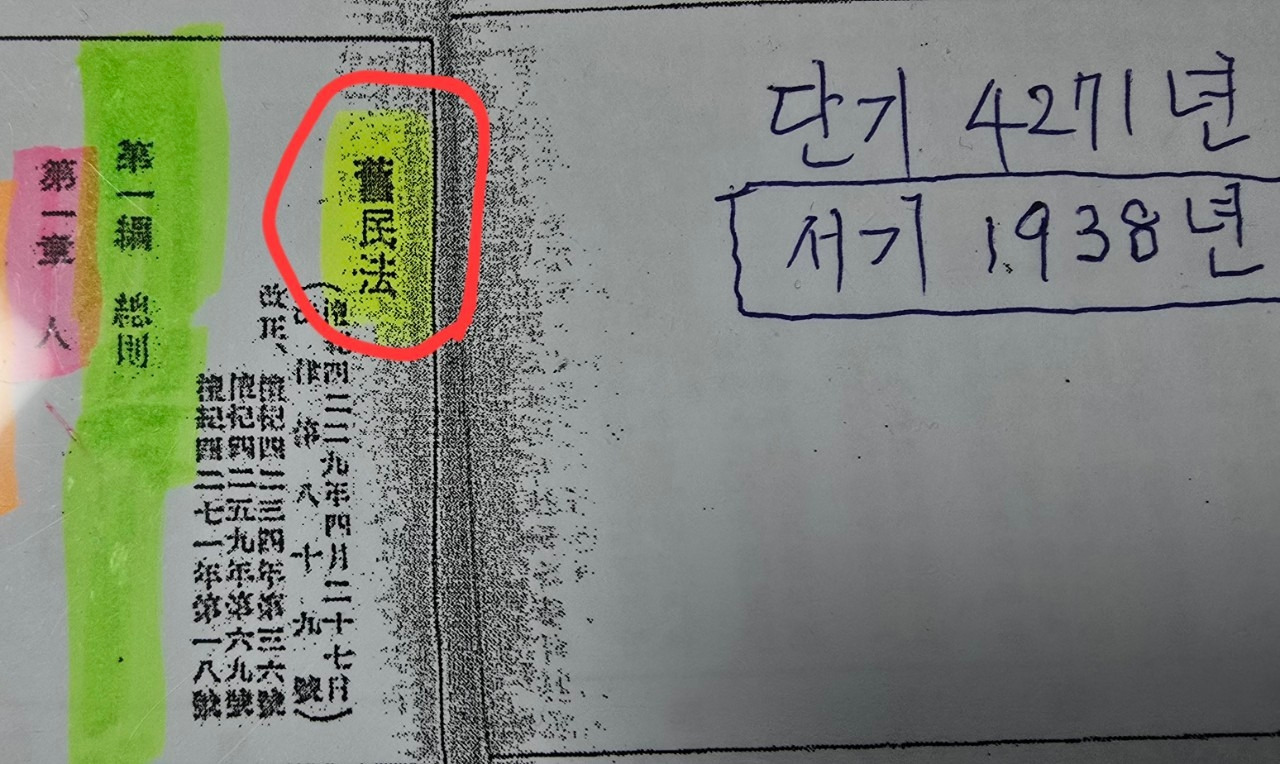 단기 4271년
서기 1938년
舊民法
(檀紀四二二九年四月二十七日
法律第八十九號)
改正、檀紀四二三四年第三六號
檀紀四二五九年第六九號
檀紀四二七一年第一八號
第一編 總則
第一章 人